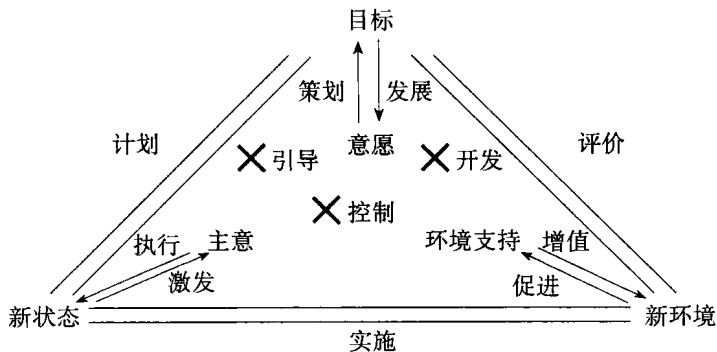 目标
策划
发展
计划
意愿
评价
引导
开发
控制
执行
主意
环境支持
增值
激发
促进
新状态
新环境
实施